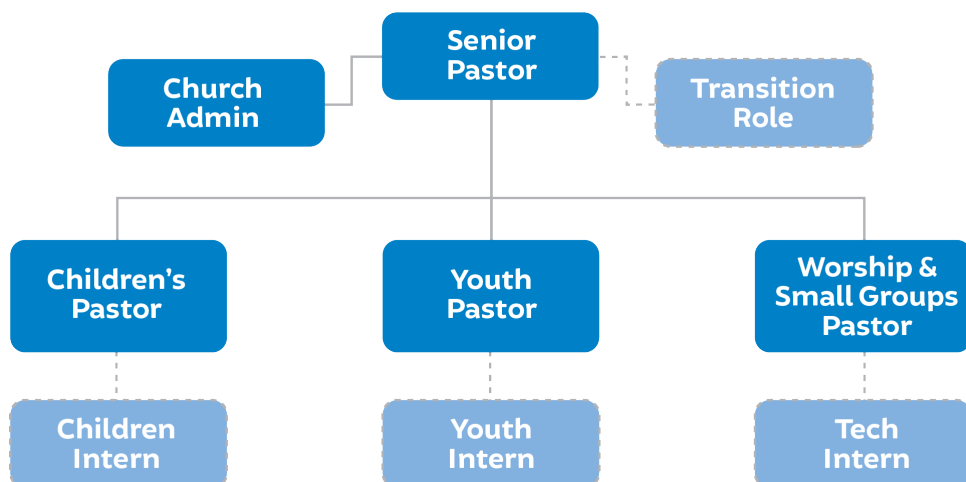 Senior
Pastor
Church
Admin
Transition
Role
Children's
Pastor
Youth
Pastor
Worship &
Small Groups
Pastor
Children
Intern
Youth
Intern
Tech
Intern